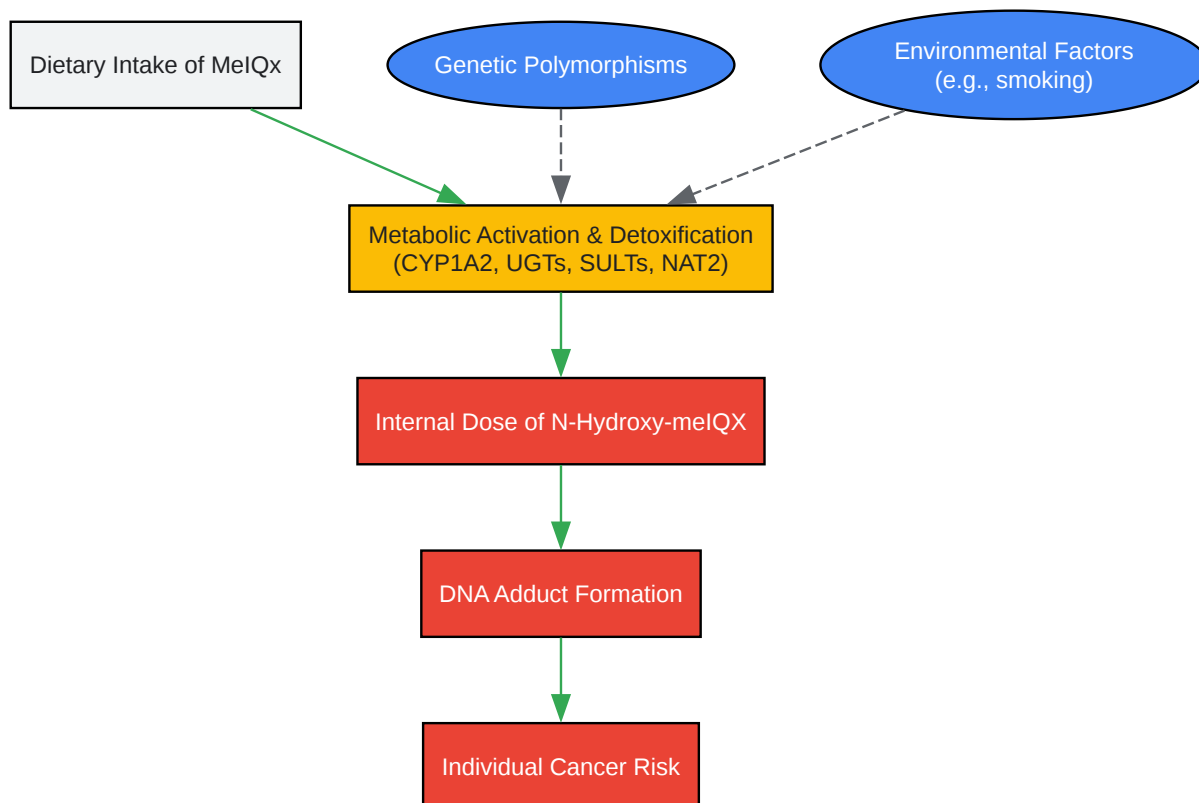 Dietary Intake of MeIQx
Genetic Polymorphisms
Environmental Factors
(e.g., smoking)
Metabolic Activation & Detoxification
(CYP1A2, UGTs, SULTs, NAT2)
Internal Dose of N-Hydroxy-meIQX
DNA Adduct Formation
Individual Cancer Risk